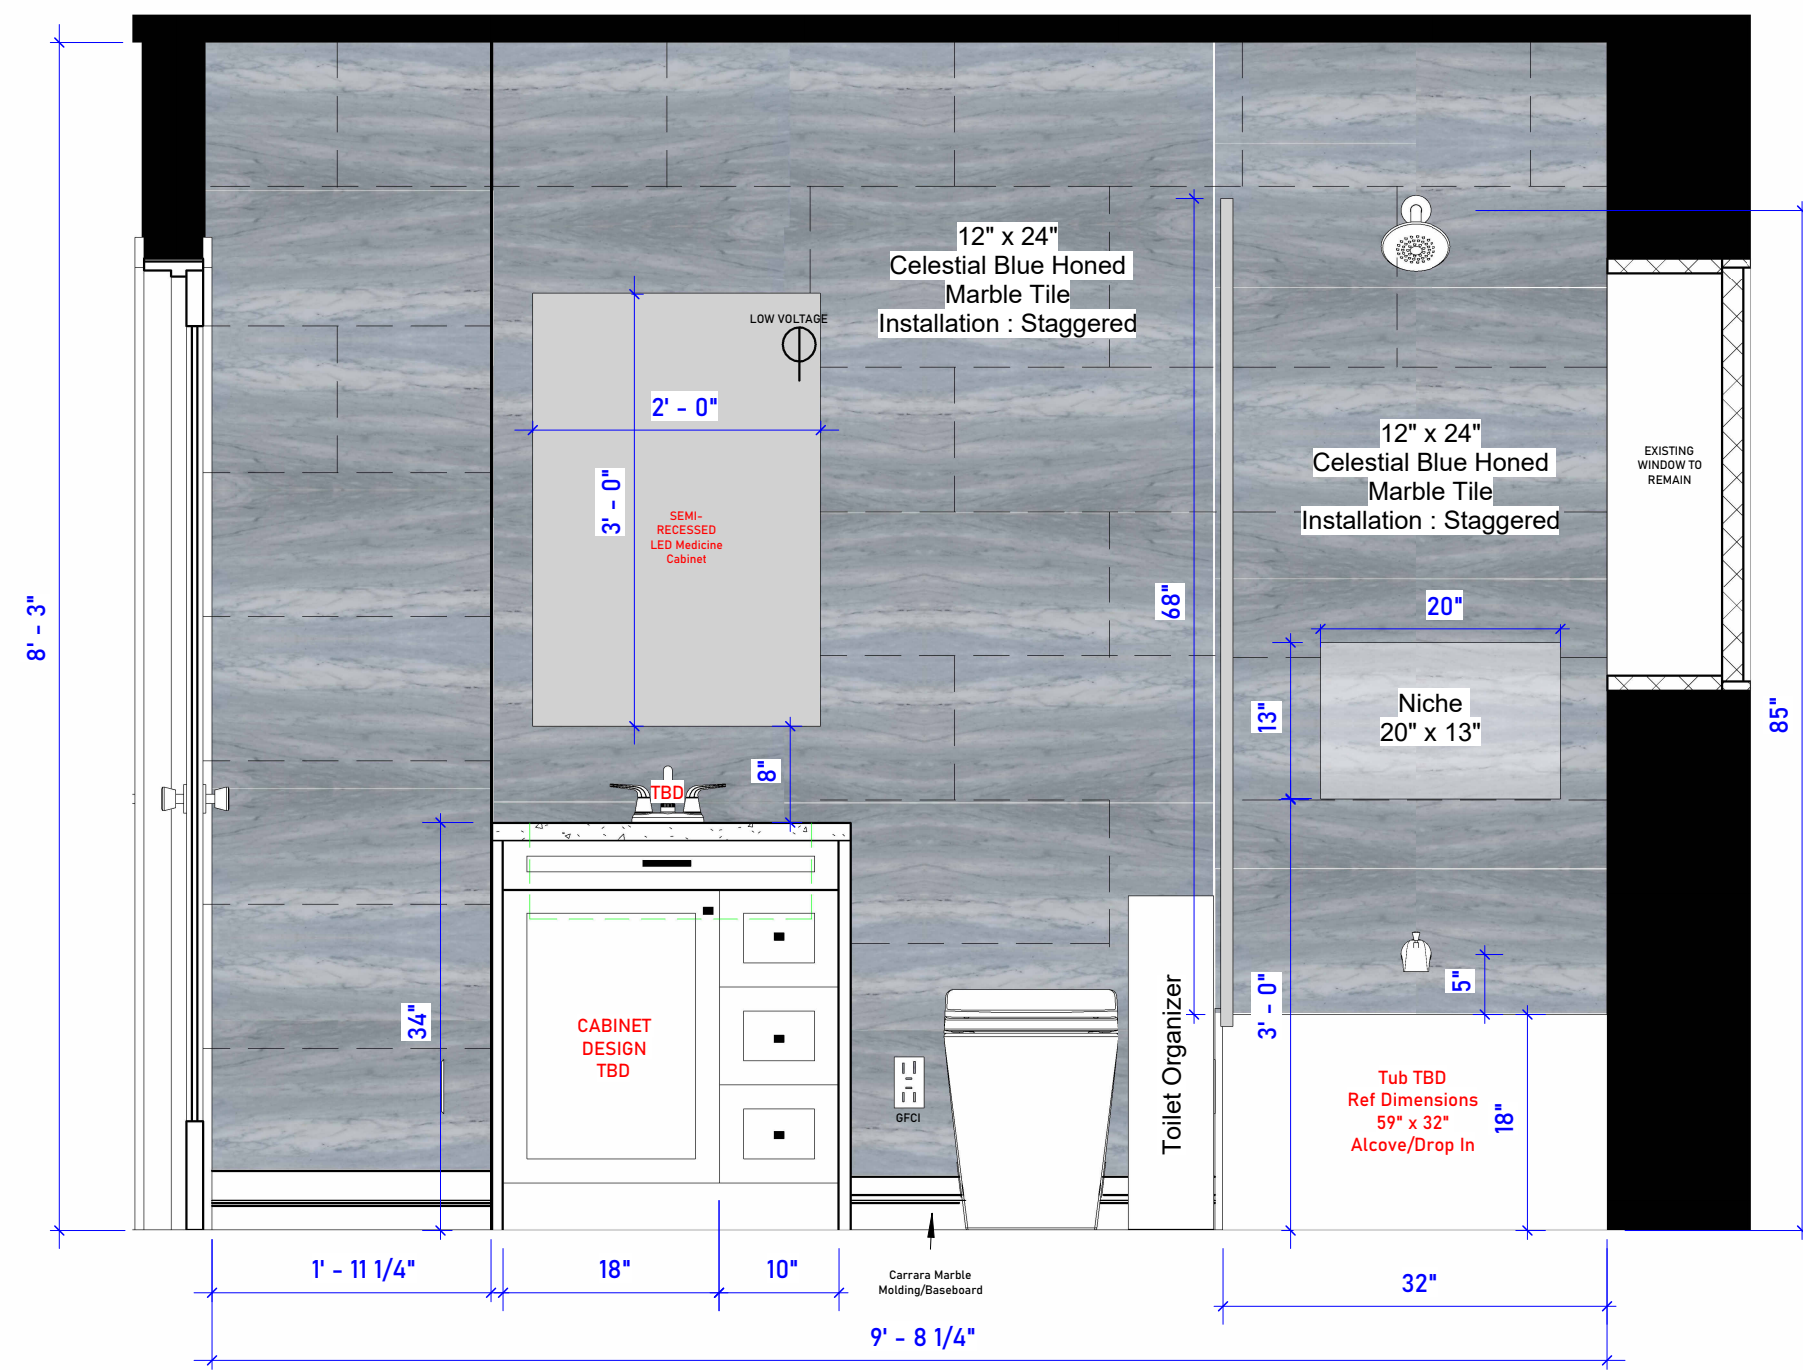 12" x 24"
Celestial Blue Honed
Marble Tile
Installation : Staggered
LOW VOLTAGE
2' - 0"
3' - 0"
SEMI-
RECESSED
LED Medicine
Cabinet
12" x 24"
Celestial Blue Honed
Marble Tile
Installation : Staggered
EXISTING
WINDOW TO
REMAIN
8' - 3"
68"
20"
13"
Niche
20" x 13"
85"
8"
TBD
34"
CABINET
DESIGN
TBD
GFCI
Toilet Organizer
3' - 0"
5"
Tub TBD
Ref Dimensions
59" x 32"
Alcove/Drop In
18"
1' - 11 1/4"
18"
10"
Carrara Marble
Molding/Baseboard
32"
9' - 8 1/4"